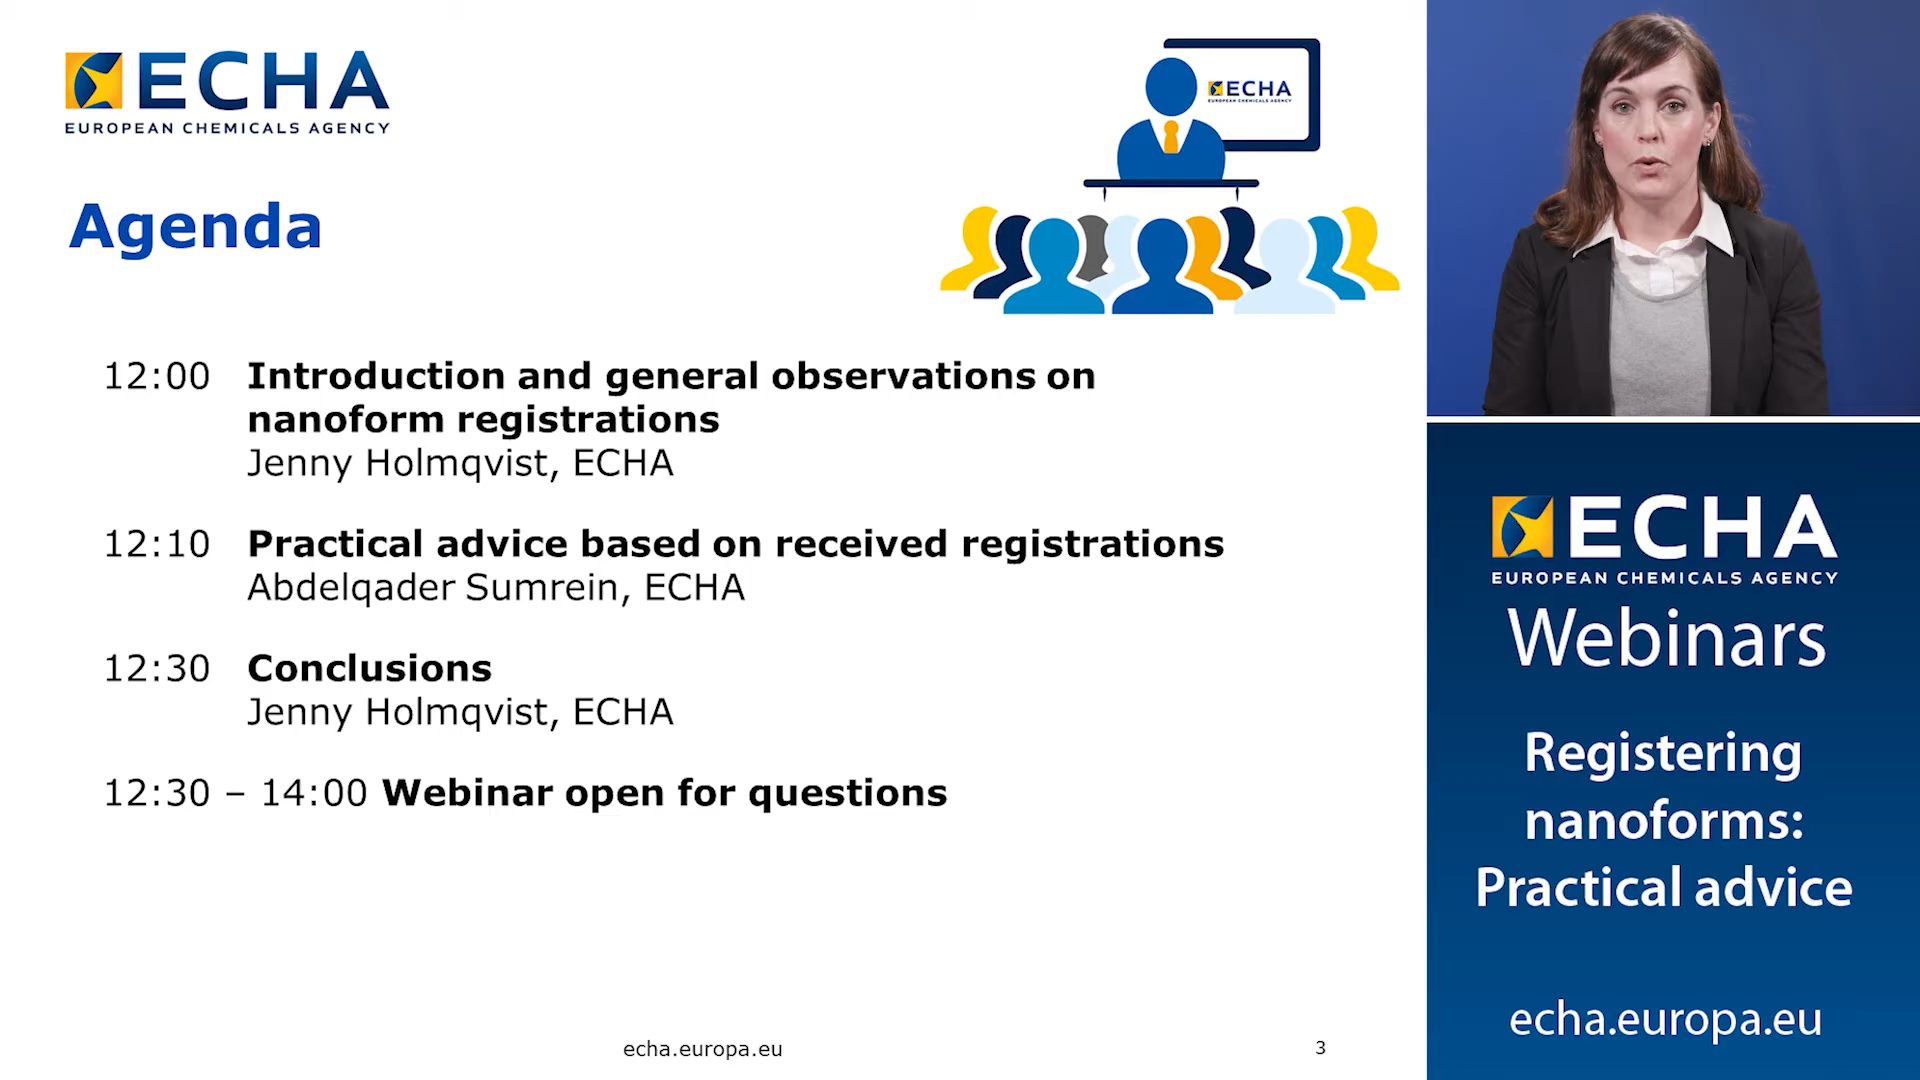 ECHA
EUROPEAN CHEMICALS AGENCY
ECHA
EUROPEAN CHEMICALS AGENCY
Agenda
12:00 Introduction and general observations on
nanoform registrations
Jenny Holmqvist, ECHA
12:10 Practical advice based on received registrations
Abdelqader Sumrein, ECHA
12:30 Conclusions
Jenny Holmqvist, ECHA
12:30 – 14:00 Webinar open for questions
echa.europa.eu
3
ECHA
EUROPEAN CHEMICALS AGENCY
Webinars
Registering
nanoforms:
Practical advice
echa.europa.eu